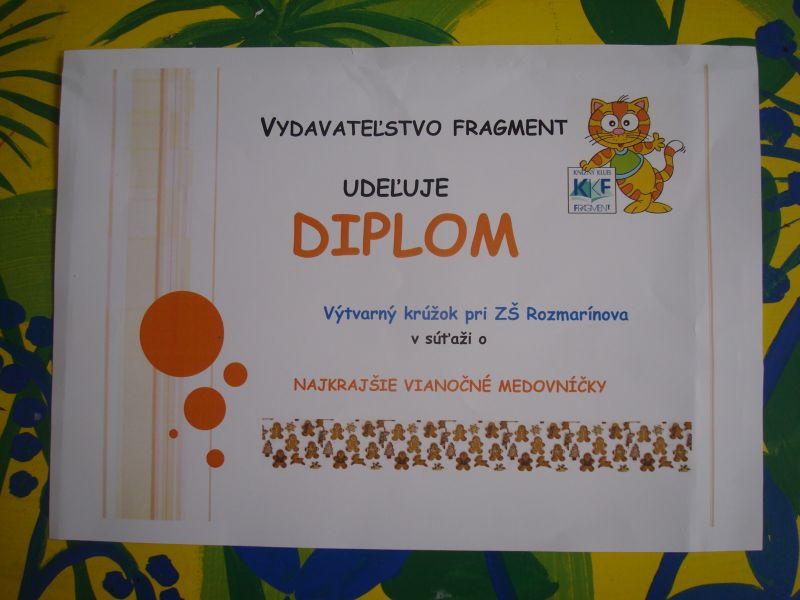 VYDAVATEĽSTVO FRAGMENT
KNIŽNÝ KLUB
KKF
FRAGMENT
UDEĽUJE
DIPLOM
Výtvarný krúžok pri ZŠ Rozmarínova
v súťaži o
NAJKRAJŠIE VIANOČNÉ MEDOVNÍČKY